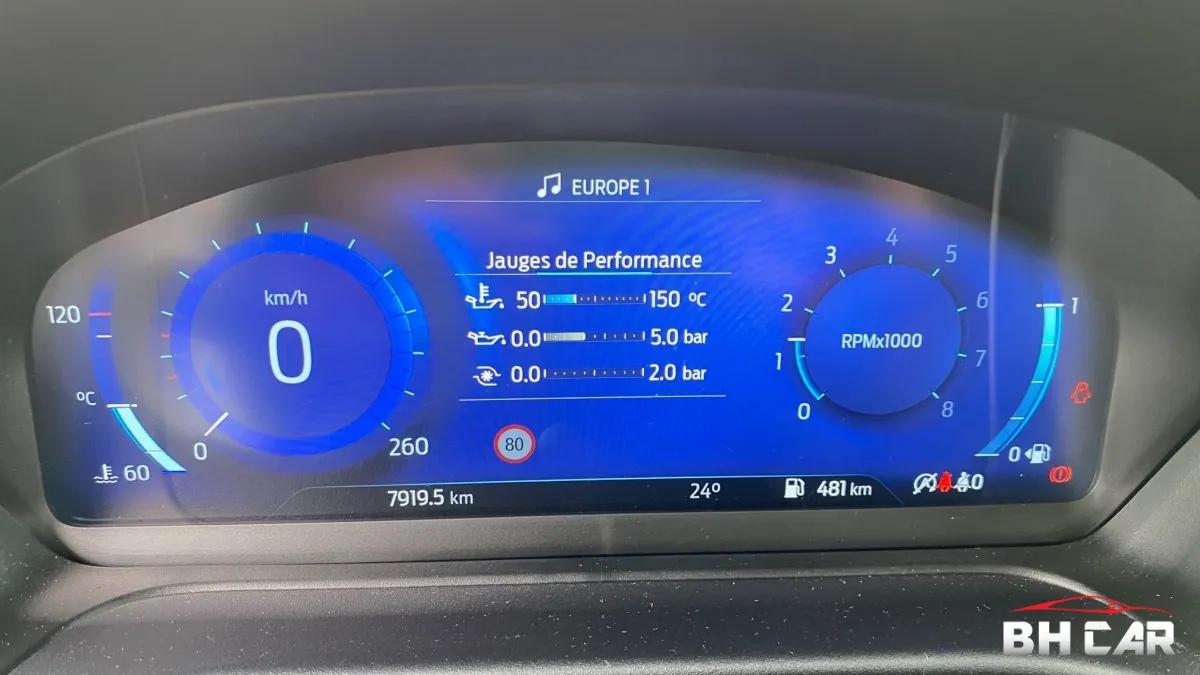 EUROPE 1
Jauges de Performance
50 150 ºC
0.0 5.0 bar
0.0 2.0 bar
120
ºC
60
km/h
0
0
260
80
RPMx1000
0
1
2
3
4
5
6
7
8
1
0
7919.5 km
24º
481 km
40
BH CAR